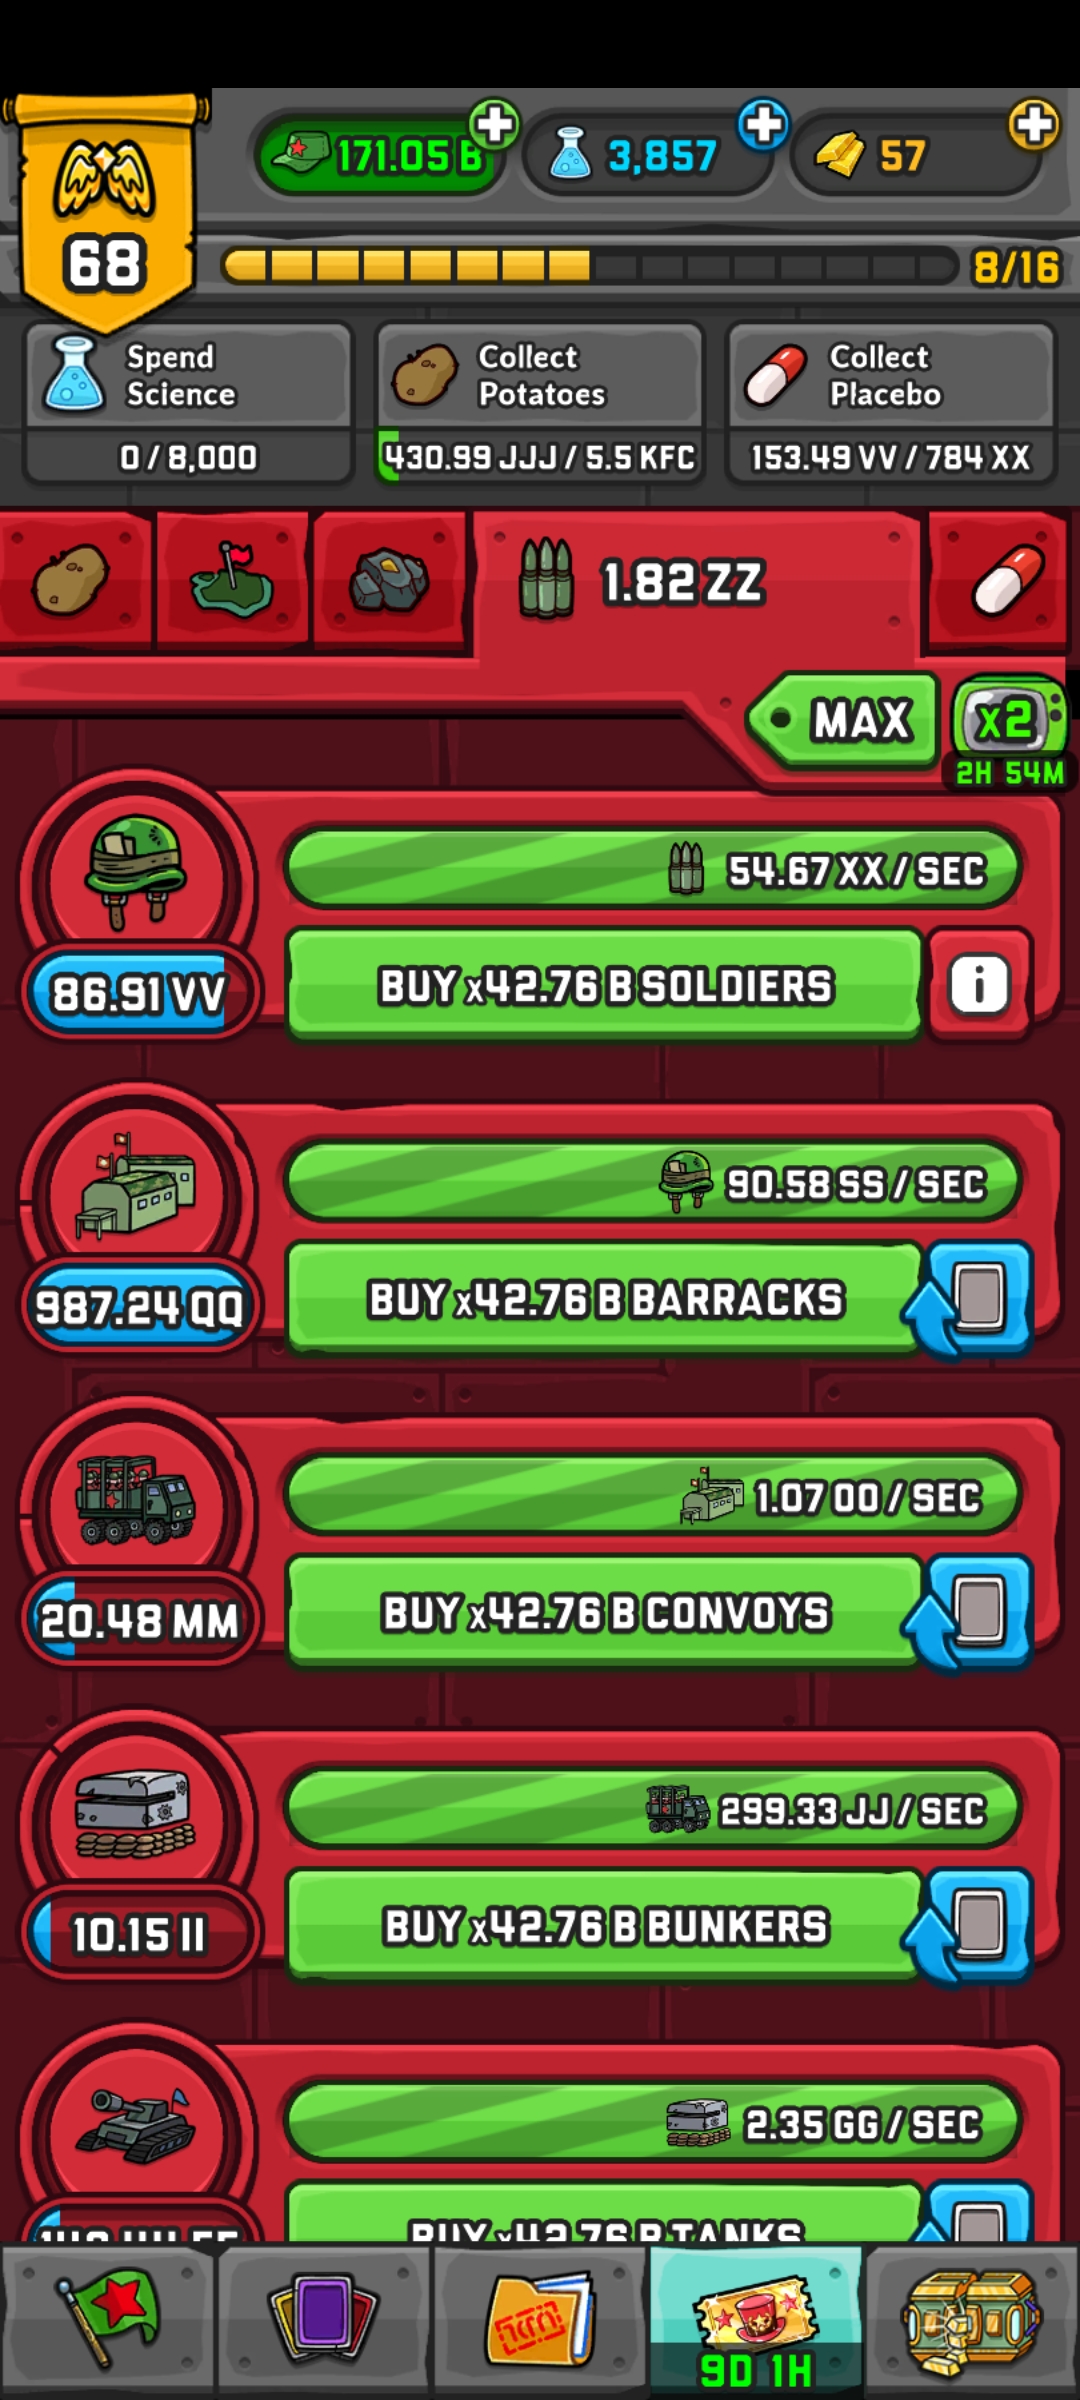 171.05 B
3,857
57
68
8/16
Spend
Science
0 / 8,000
Collect
Potatoes
430.99 JJJ / 5.5 KFC
Collect
Placebo
153.49 VV / 784 XX
1.82 ZZ
MAX
x2
2H 54M
54.67 XX / SEC
86.91 VV
BUY x42.76 B SOLDIERS
i
90.58 SS / SEC
987.24 QQ
BUY x42.76 B BARRACKS
1.07 OO / SEC
20.48 MM
BUY x42.76 B CONVOYS
299.33 JJ / SEC
10.15 II
BUY x42.76 B BUNKERS
2.35 GG / SEC
BUY x42.76 B TANKS
9D 1H